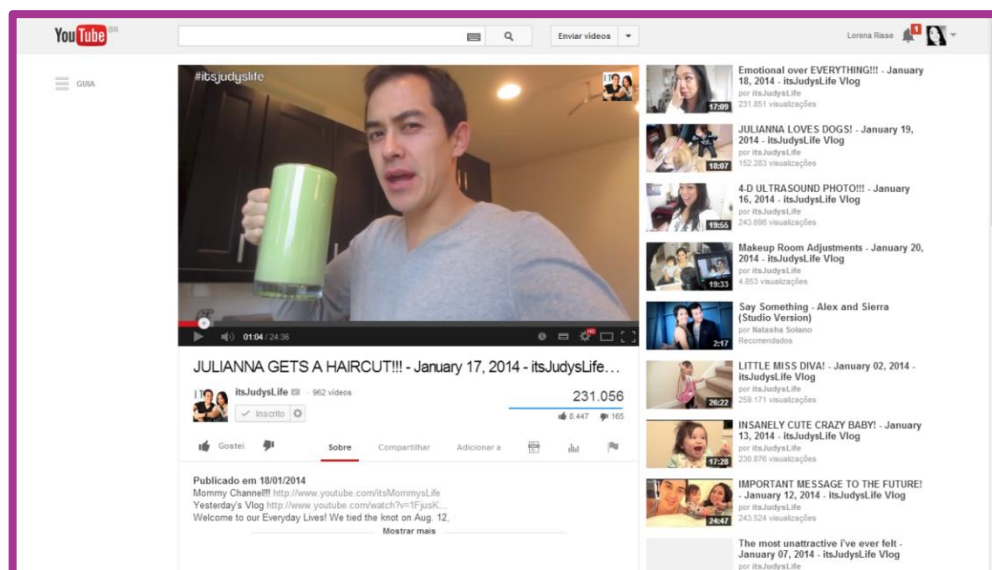 YouTube BR
Enviar vídeos
Lorena Risse
1
GUIA
#itsjudyslife
01:04 / 24:36
HD
JULIANNA GETS A HAIRCUT!!! - January 17, 2014 - itsJudysLife...
itsJudysLife · 962 vídeos
Inscrito
231.056
8.447 165
Gostei
Sobre
Compartilhar
Adicionar a
Publicado em 18/01/2014
Mommy Channel!!! http://www.youtube.com/itsMommysLife
Yesterday's Vlog http://www.youtube.com/watch?v=1FjusK...
Welcome to our Everyday Lives! We tied the knot on Aug. 12,
Mostrar mais
17:09
Emotional over EVERYTHING!!! - January
18, 2014 - itsJudysLife Vlog
por itsJudysLife
231.851 visualizações
18:07
JULIANNA LOVES DOGS! - January 19,
2014 - itsJudysLife Vlog
por itsJudysLife
152.283 visualizações
19:55
4-D ULTRASOUND PHOTO!!! - January
16, 2014 - itsJudysLife Vlog
por itsJudysLife
243.698 visualizações
19:33
Makeup Room Adjustments - January 20,
2014 - itsJudysLife Vlog
por itsJudysLife
4.853 visualizações
2:17
Say Something - Alex and Sierra
(Studio Version)
por Natasha Solano
Recomendados
26:22
LITTLE MISS DIVA! - January 02, 2014 -
itsJudysLife Vlog
por itsJudysLife
259.171 visualizações
17:28
INSANELY CUTE CRAZY BABY! - January
13, 2014 - itsJudysLife Vlog
por itsJudysLife
230.876 visualizações
24:47
IMPORTANT MESSAGE TO THE FUTURE!
- January 12, 2014 - itsJudysLife Vlog
por itsJudysLife
243.524 visualizações
The most unattractive i've ever felt -
January 07, 2014 - itsJudysLife Vlog
por itsJudysLife